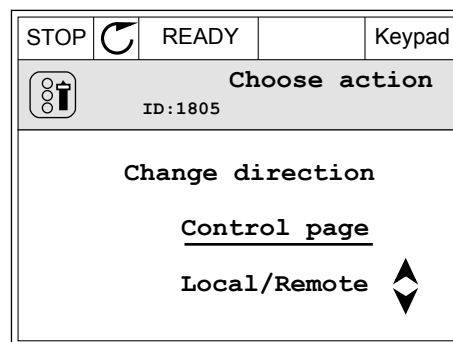 STOP READY Keypad
Choose action
ID:1805
Change direction
Control page
Local/Remote